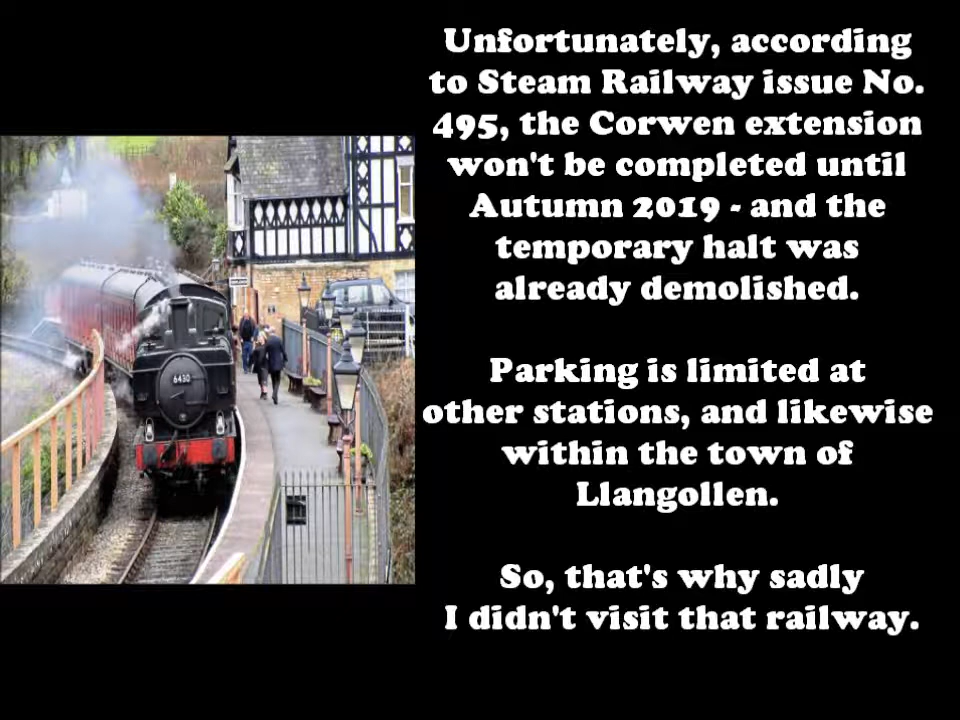 Unfortunately, according
to Steam Railway issue No.
495, the Corwen extension
won't be completed until
Autumn 2019 - and the
temporary halt was
already demolished.
Parking is limited at
other stations, and likewise
within the town of
Llangollen.
So, that's why sadly
I didn't visit that railway.
6430